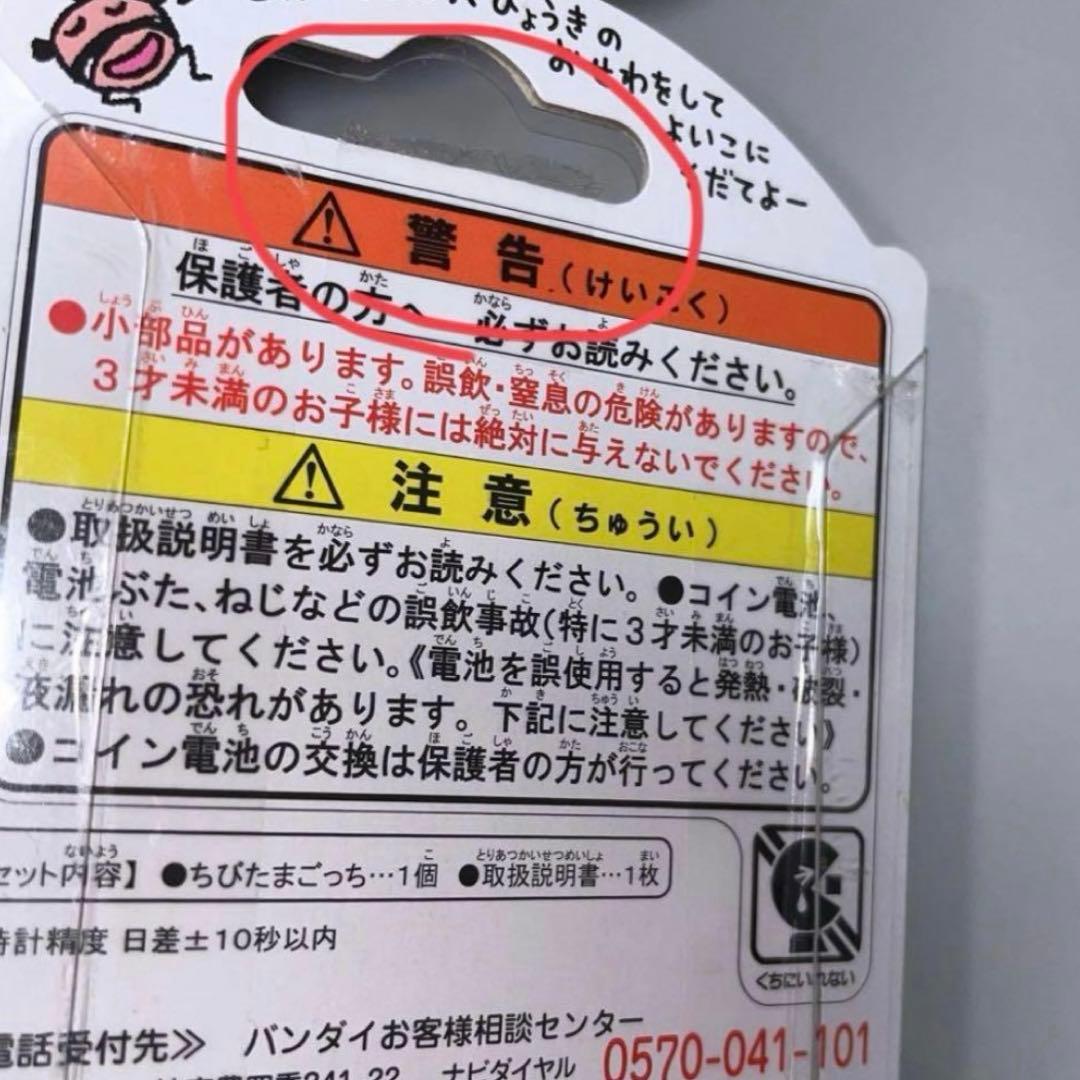 びょうきの
おせわをして
よいこに
だてよー
警告(けいこく)
保護者の方へ 必ずお読みください。
●小部品があります。誤飲・窒息の危険がありますので、
3才未満のお子様には絶対に与えないでください。
注意(ちゅうい)
●取扱説明書を必ずお読みください。●コイン電池、
電池ぶた、ねじなどの誤飲事故(特に3才未満のお子様)
に注意してください。《電池を誤使用すると発熱・破裂・
液漏れの恐れがあります。下記に注意してください》
●コイン電池の交換は保護者の方が行ってください。
セット内容】 ●ちびたまごっち…1個 ●取扱説明書…1枚
時計精度 日差±10秒以内
くちにいれない
電話受付先≫ バンダイお客様相談センター
241-22 ナビダイヤル 0570-041-101